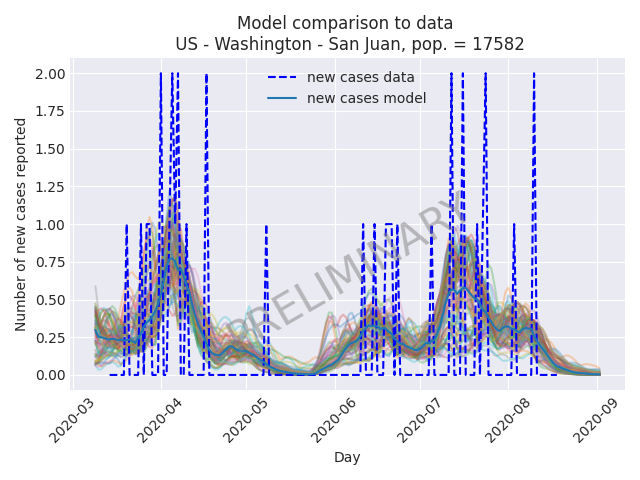 Model comparison to data
US - Washington - San Juan, pop. = 17582
new cases data
new cases model
Number of new cases reported
2.00
1.75
1.50
1.25
1.00
0.75
0.50
0.25
0.00
PRELIMINARY
2020-03
2020-04
2020-05
2020-06
2020-07
2020-08
2020-09
Day